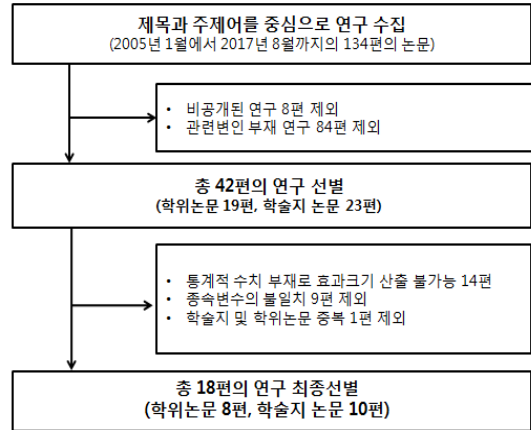 제목과 주제어를 중심으로 연구 수집
(2005년 1월에서 2017년 8월까지의 134편의 논문)
• 비공개된 연구 8편 제외
• 관련변인 부재 연구 84편 제외
총 42편의 연구 선별
(학위논문 19편, 학술지 논문 23편)
• 통계적 수치 부재로 효과크기 산출 불가능 14편
• 종속변수의 불일치 9편 제외
• 학술지 및 학위논문 중복 1편 제외
총 18편의 연구 최종선별
(학위논문 8편, 학술지 논문 10편)